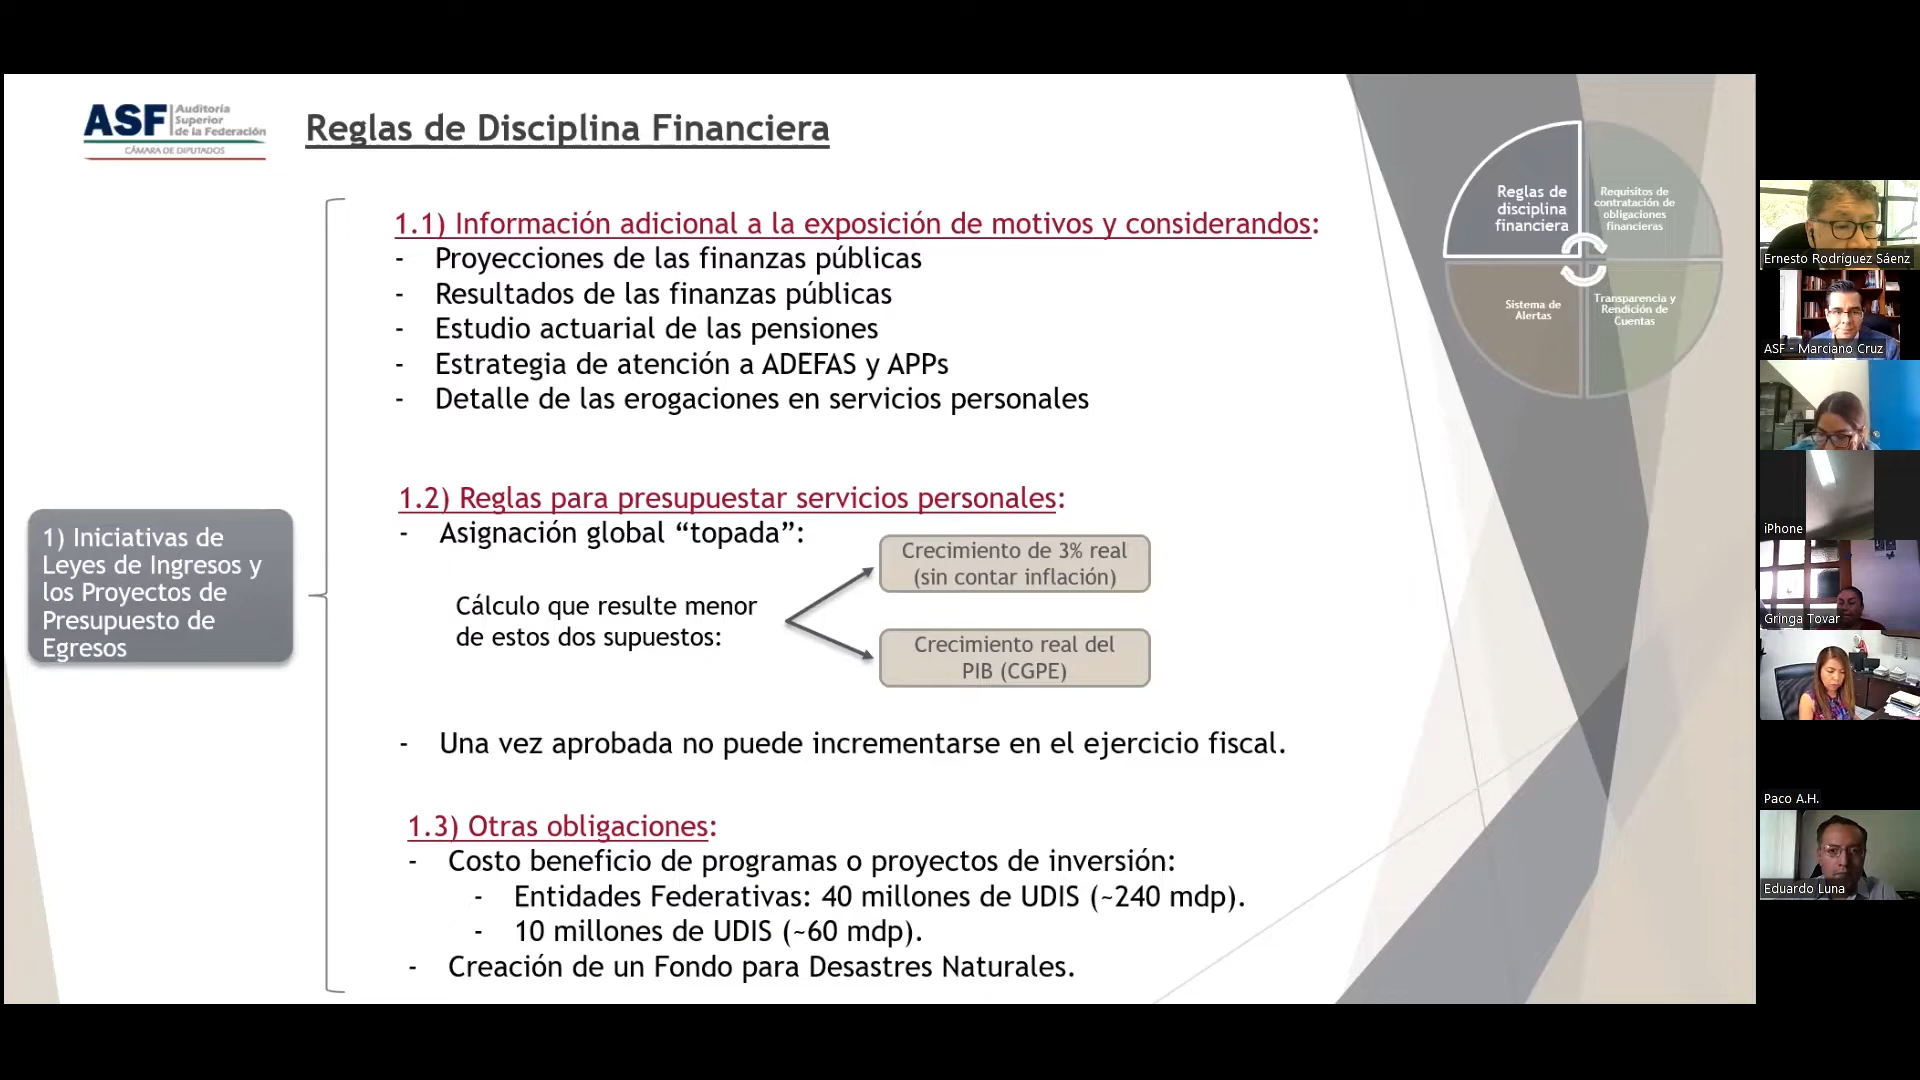 ASF
Auditoría
Superior
de la Federación
CÁMARA DE DIPUTADOS
Reglas de Disciplina Financiera
1) Iniciativas de
Leyes de Ingresos y
los Proyectos de
Presupuesto de
Egresos
1.1) Información adicional a la exposición de motivos y considerandos:
- Proyecciones de las finanzas públicas
- Resultados de las finanzas públicas
- Estudio actuarial de las pensiones
- Estrategia de atención a ADEFAS y APPs
- Detalle de las erogaciones en servicios personales
1.2) Reglas para presupuestar servicios personales:
- Asignación global “topada”:
Cálculo que resulte menor
de estos dos supuestos:
Crecimiento de 3% real
(sin contar inflación)
Crecimiento real del
PIB (CGPE)
- Una vez aprobada no puede incrementarse en el ejercicio fiscal.
1.3) Otras obligaciones:
- Costo beneficio de programas o proyectos de inversión:
- Entidades Federativas: 40 millones de UDIS (~240 mdp).
- 10 millones de UDIS (~60 mdp).
- Creación de un Fondo para Desastres Naturales.
Reglas de
disciplina
financiera
Requisitos de
contratación de
obligaciones
financieras
Sistema de
Alertas
Transparencia y
Rendición de
Cuentas
Ernesto Rodríguez Sáenz
ASF - Marciano Cruz
iPhone
Gringa Tovar
Paco A.H.
Eduardo Luna